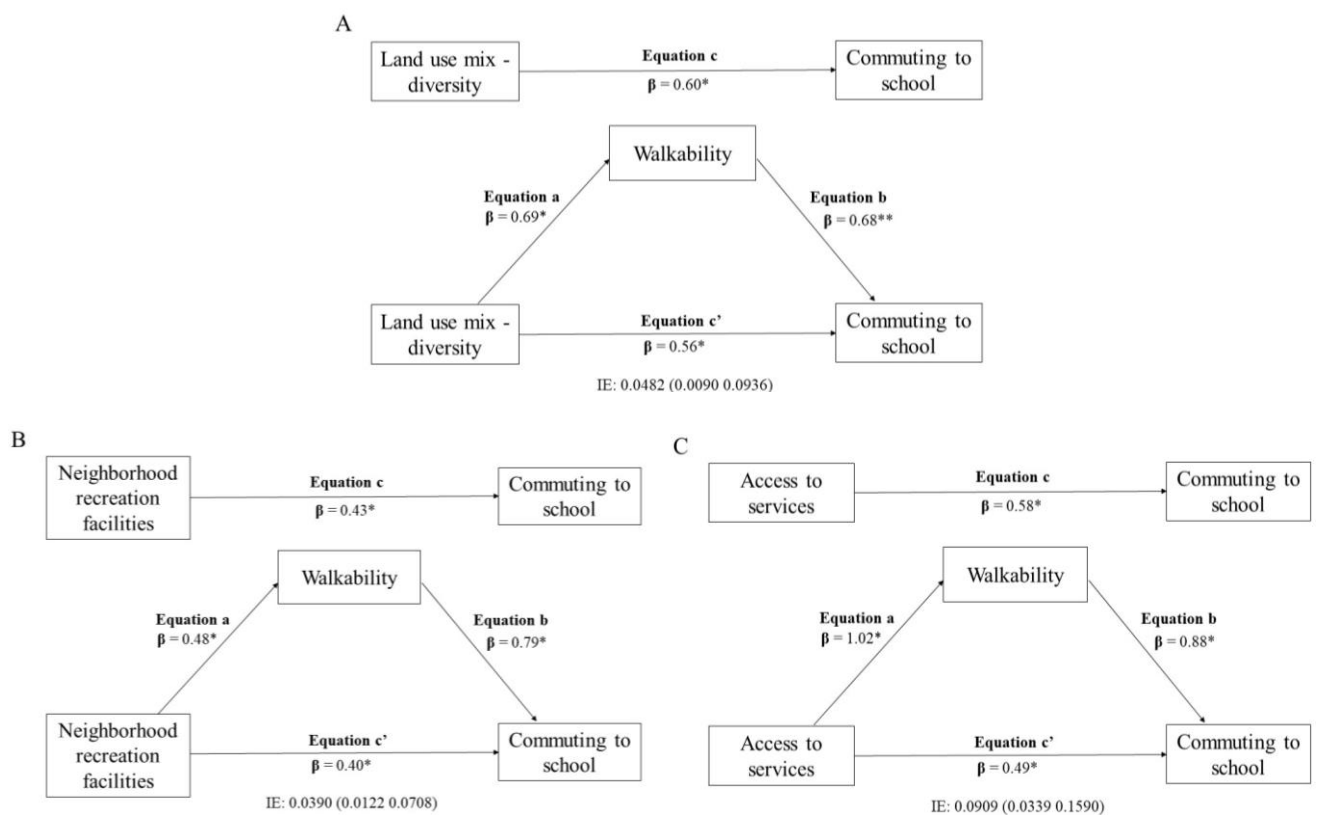 A
Land use mix -
diversity
Equation c
β = 0.60*
Commuting to
school
Walkability
Equation a
β = 0.69*
Equation b
β = 0.68**
Land use mix -
diversity
Equation c’
β = 0.56*
Commuting to
school
IE: 0.0482 (0.0090 0.0936)
B
Neighborhood
recreation
facilities
Equation c
β = 0.43*
Commuting to
school
Walkability
Equation a
β = 0.48*
Equation b
β = 0.79*
Neighborhood
recreation
facilities
Equation c’
β = 0.40*
Commuting to
school
IE: 0.0390 (0.0122 0.0708)
C
Access to
services
Equation c
β = 0.58*
Commuting to
school
Walkability
Equation a
β = 1.02*
Equation b
β = 0.88*
Access to
services
Equation c’
β = 0.49*
Commuting to
school
IE: 0.0909 (0.0339 0.1590)